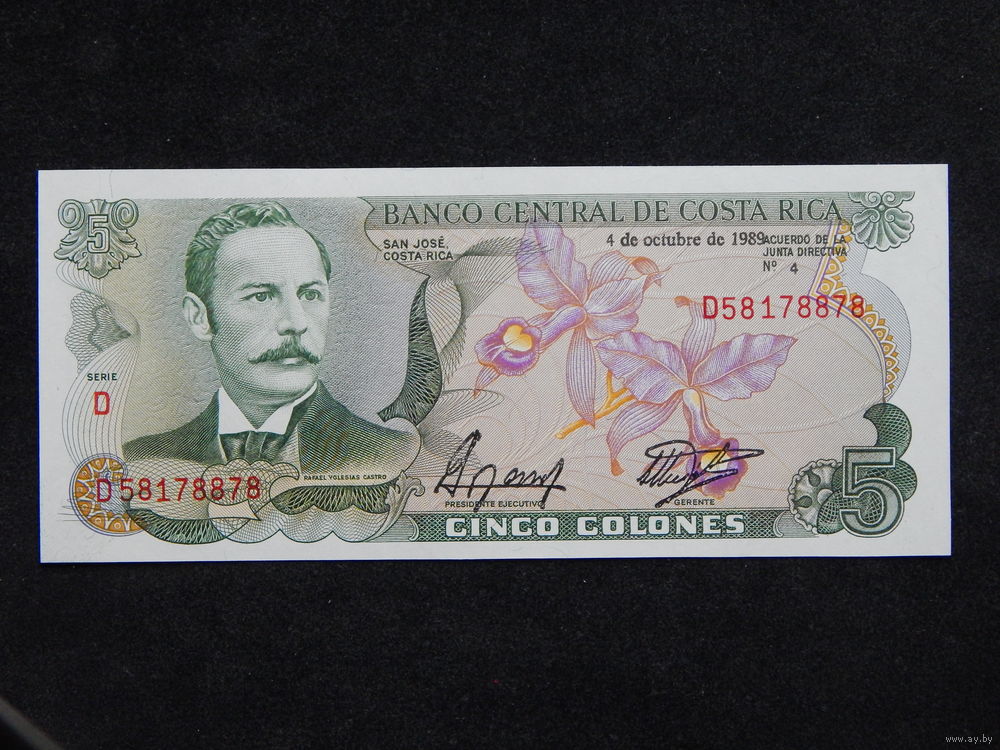 5
BANCO CENTRAL DE COSTA RICA
SAN JOSÉ,
COSTA RICA
4 de octubre de 1989
ACUERDO DE LA
JUNTA DIRECTIVA
Nº 4
D58178878
SERIE
D
D58178878
RAFAEL YGLESIAS CASTRO
PRESIDENTE EJECUTIVO
GERENTE
CINCO COLONES
5
www.ay.by